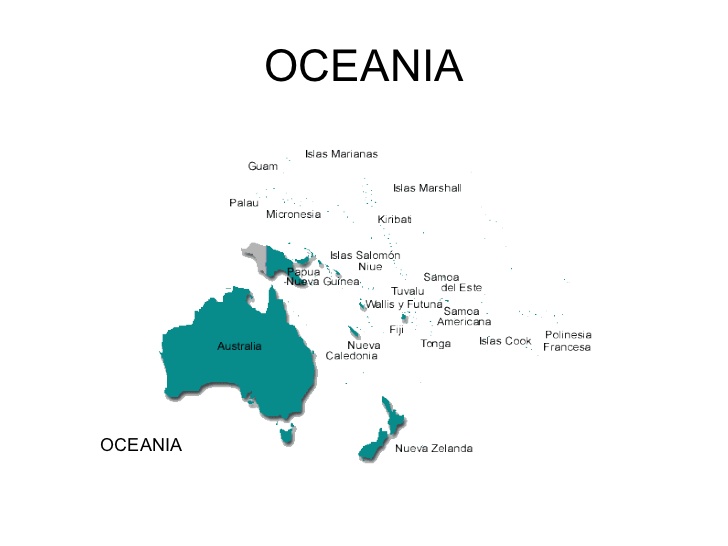 OCEANIA
Islas Marianas
Guam
Islas Marshall
Palau
Micronesia
Kiribati
Islas Salomón
Niue
Papua
Nueva Guinea
Samoa
del Este
Tuvalu
Wallis y Futuna
Samoa
Americana
Fiji
Tonga
Islas Cook
Polinesia
Francesa
Australia
Nueva
Caledonia
OCEANIA
Nueva Zelanda